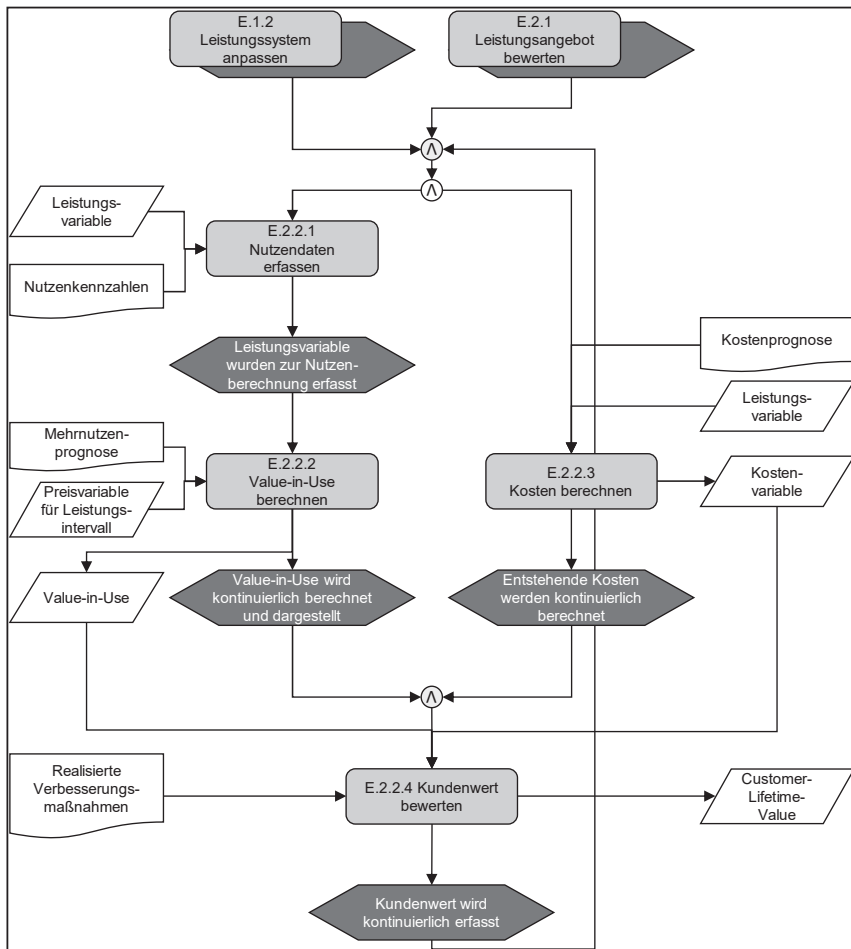 E.1.2
Leistungssystem
anpassen
E.2.1
Leistungsangebot
bewerten
Λ
Λ
Leistungs-
variable
E.2.2.1
Nutzendaten
erfassen
Nutzenkennzahlen
Leistungsvariable
wurden zur Nutzen-
berechnung erfasst
Kostenprognose
Leistungs-
variable
Mehrnutzen-
prognose
E.2.2.2
Value-in-Use
berechnen
E.2.2.3
Kosten berechnen
Kosten-
variable
Preisvariable
für Leistungs-
intervall
Value-in-Use
Value-in-Use wird
kontinuierlich berechnet
und dargestellt
Entstehende Kosten
werden kontinuierlich
berechnet
Λ
Realisierte
Verbesserungs-
maßnahmen
E.2.2.4 Kundenwert
bewerten
Customer-
Lifetime-
Value
Kundenwert wird
kontinuierlich erfasst